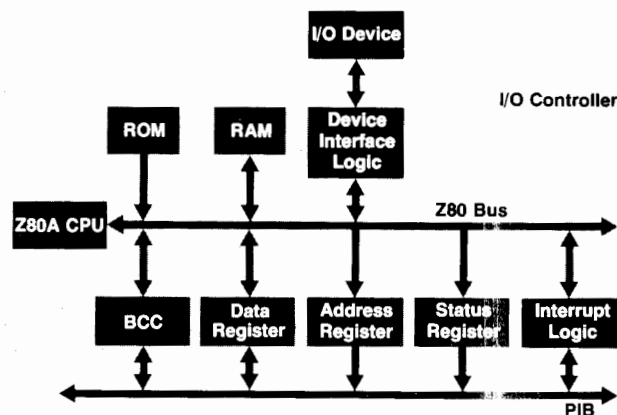 I/O Device
I/O Controller
ROM
RAM
Device
Interface
Logic
Z80 Bus
Z80A CPU
BCC
Data
Register
Address
Register
Status
Register
Interrupt
Logic
PIB